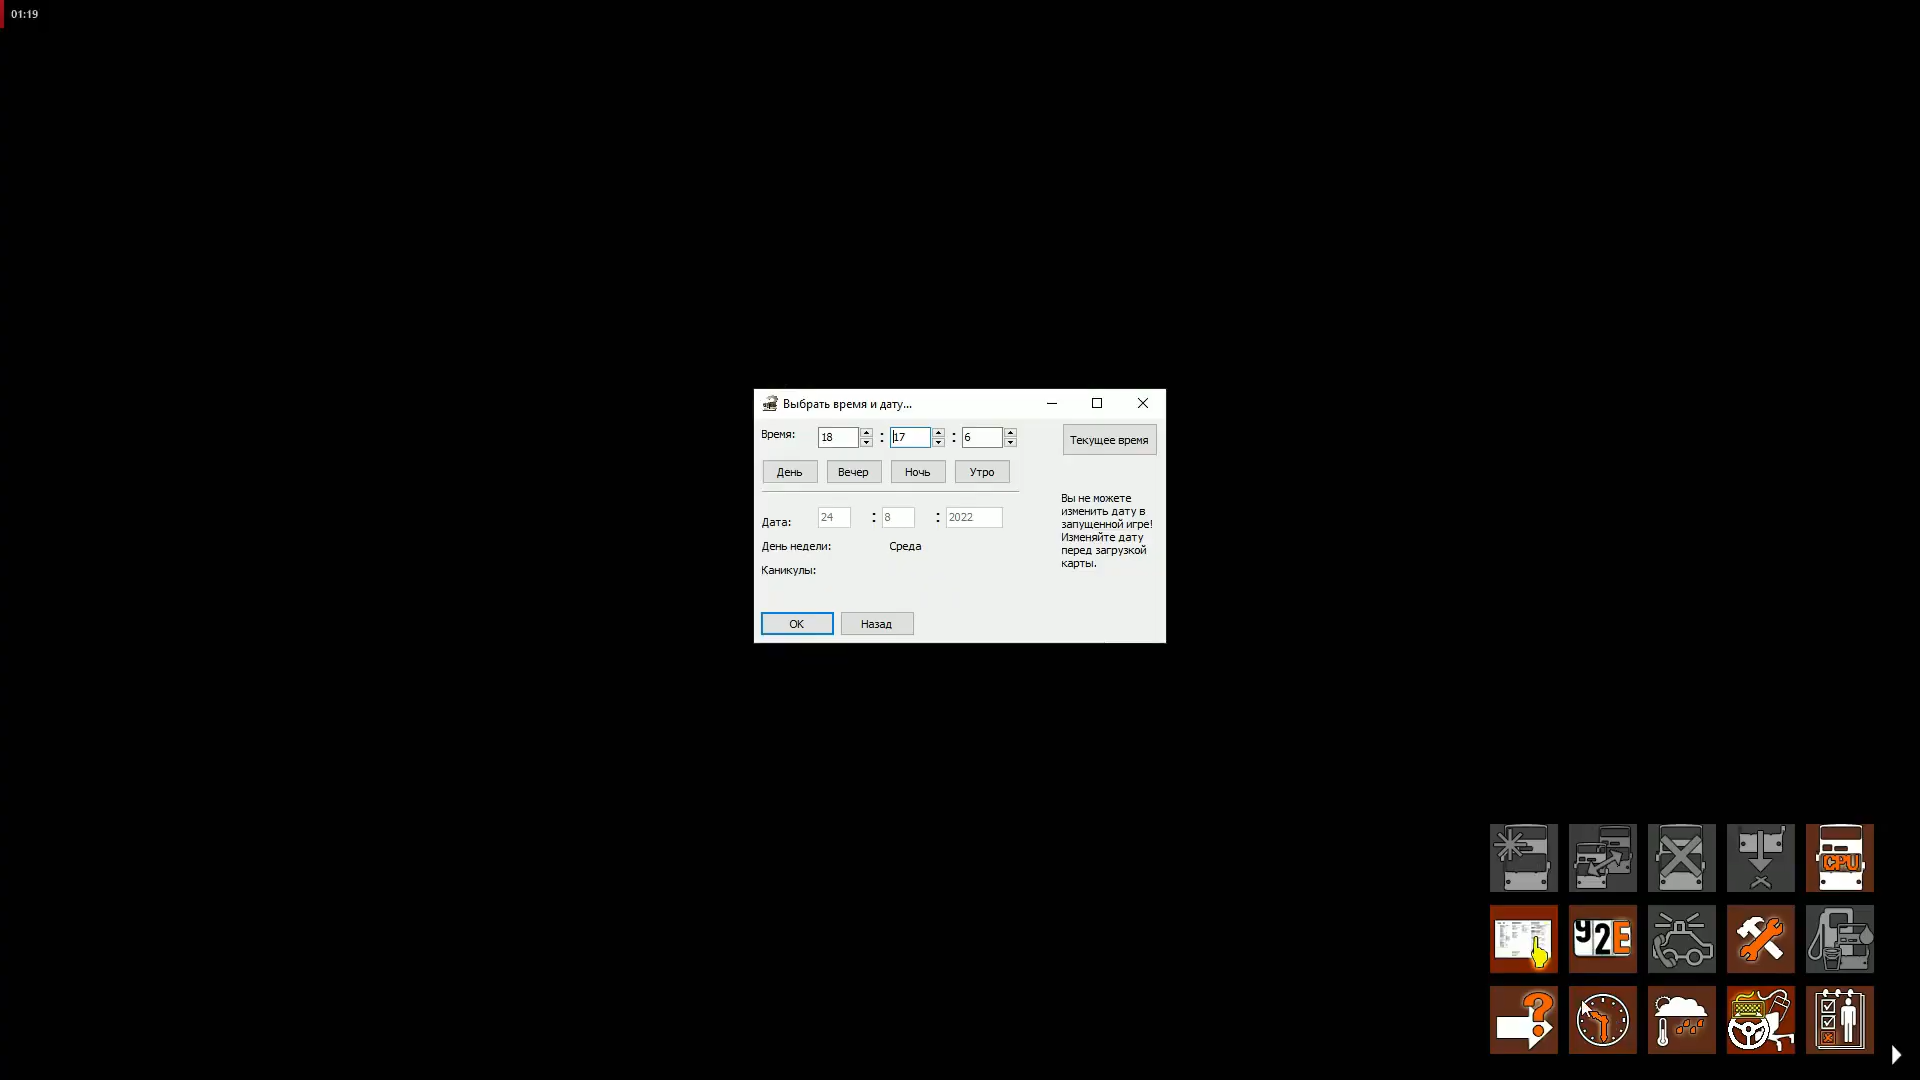 01:19
Выбрать время и дату...
Время: 18 : 17 : 6 Текущее время
День Вечер Ночь Утро
Вы не можете
изменить дату в
запущенной игре!
Изменяйте дату
перед загрузкой
карты.
Дата: 24 : 8 : 2022
День недели: Среда
Каникулы:
OK Назад
CPU
92E
?